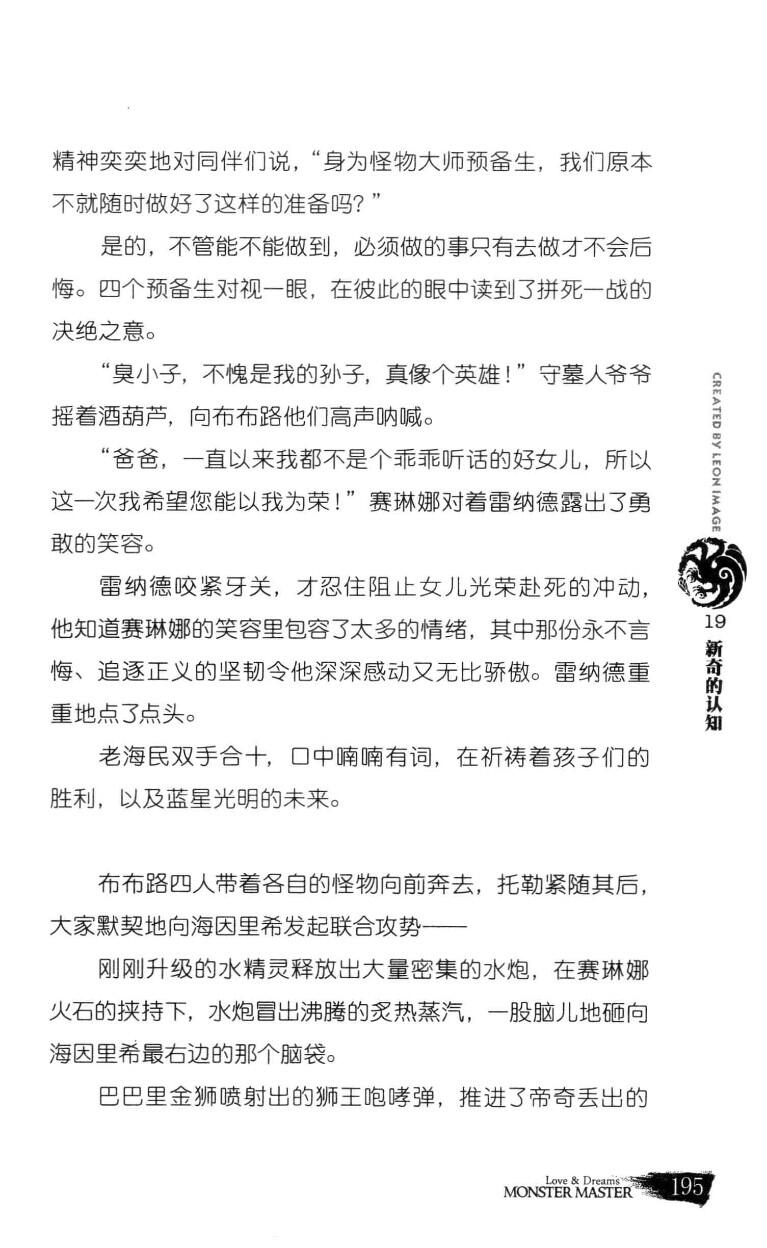 精神奕奕地对同伴们说，“身为怪物大师预备生，我们原本
不就随时做好了这样的准备吗？”
是的，不管能不能做到，必须做的事只有去做才不会后
悔。四个预备生对视一眼，在彼此的眼中读到了拼死一战的
决绝之意。
“臭小子，不愧是我的孙子，真像个英雄！”守墓人爷爷
摇着酒葫芦，向布布路他们高声呐喊。
“爸爸，一直以来我都不是个乖乖听话的好女儿，所以
这一次我希望您能以我为荣！”赛琳娜对着雷纳德露出了勇
敢的笑容。
雷纳德咬紧牙关，才忍住阻止女儿光荣赴死的冲动，
他知道赛琳娜的笑容里包容了太多的情绪，其中那份永不言
悔、追逐正义的坚韧令他深深感动又无比骄傲。雷纳德重
重地点了点头。
老海民双手合十，口中喃喃有词，在祈祷着孩子们的
胜利，以及蓝星光明的未来。
布布路四人带着各自的怪物向前奔去，托勒紧随其后，
大家默契地向海因里希发起联合攻势——
刚刚升级的水精灵释放出大量密集的水炮，在赛琳娜
火石的挟持下，水炮冒出沸腾的炙热蒸汽，一股脑儿地砸向
海因里希最右边的那个脑袋。
巴巴里金狮喷射出的狮王咆哮弹，推进了帝奇丢出的
CREATED BY LEON IMAGE
19
新奇的认知
Love & Dreams
MONSTER MASTER
195